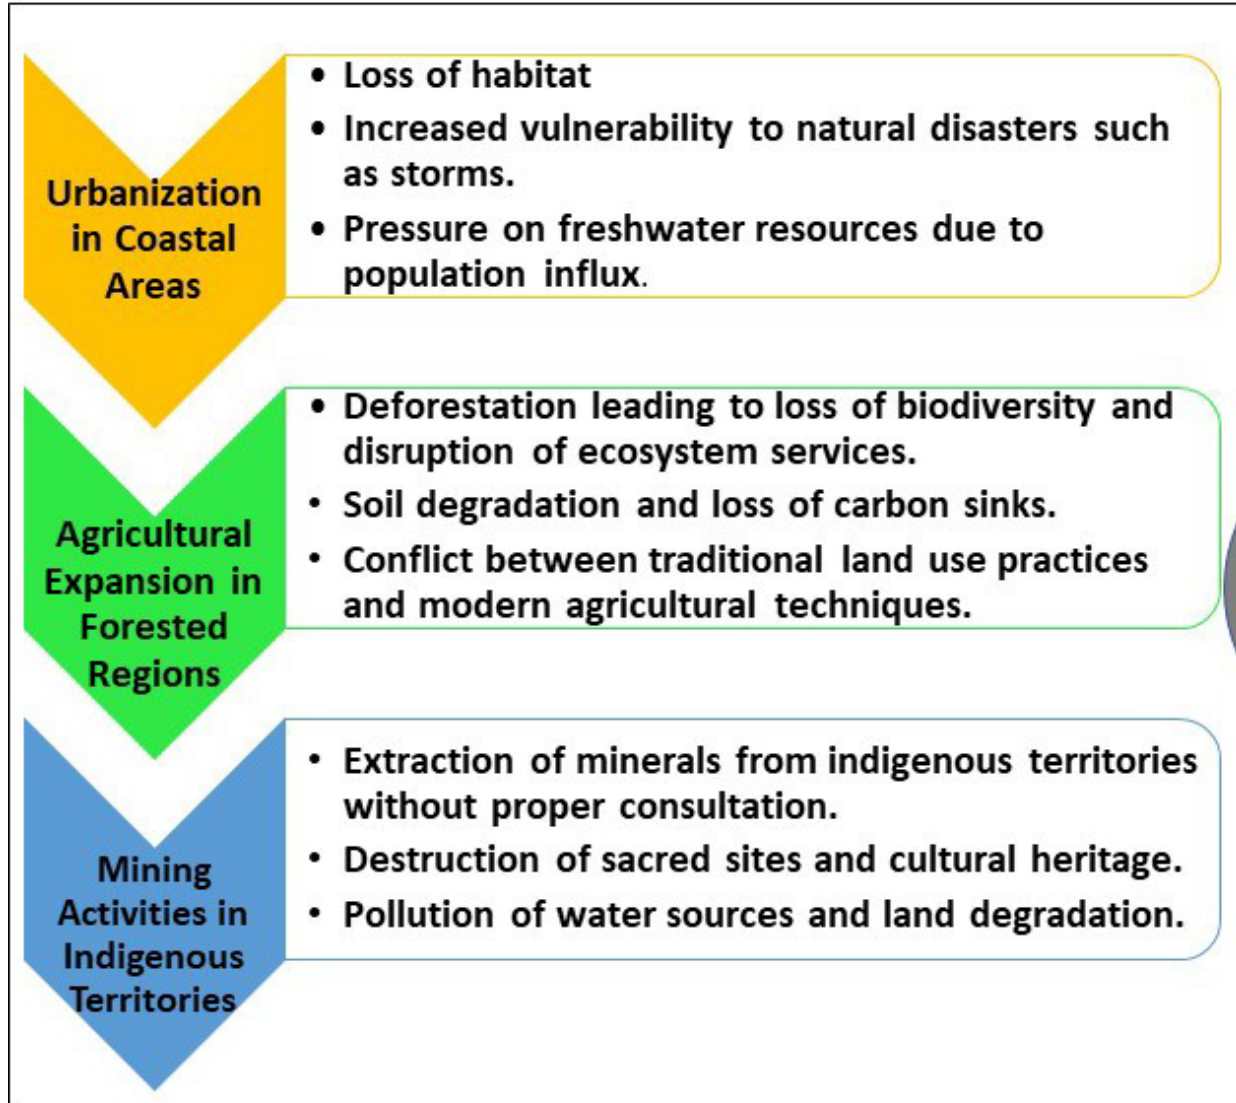 Urbanization
in Coastal
Areas
• Loss of habitat
• Increased vulnerability to natural disasters such
as storms.
• Pressure on freshwater resources due to
population influx.
Agricultural
Expansion in
Forested
Regions
• Deforestation leading to loss of biodiversity and
disruption of ecosystem services.
• Soil degradation and loss of carbon sinks.
• Conflict between traditional land use practices
and modern agricultural techniques.
Mining
Activities in
Indigenous
Territories
• Extraction of minerals from indigenous territories
without proper consultation.
• Destruction of sacred sites and cultural heritage.
• Pollution of water sources and land degradation.